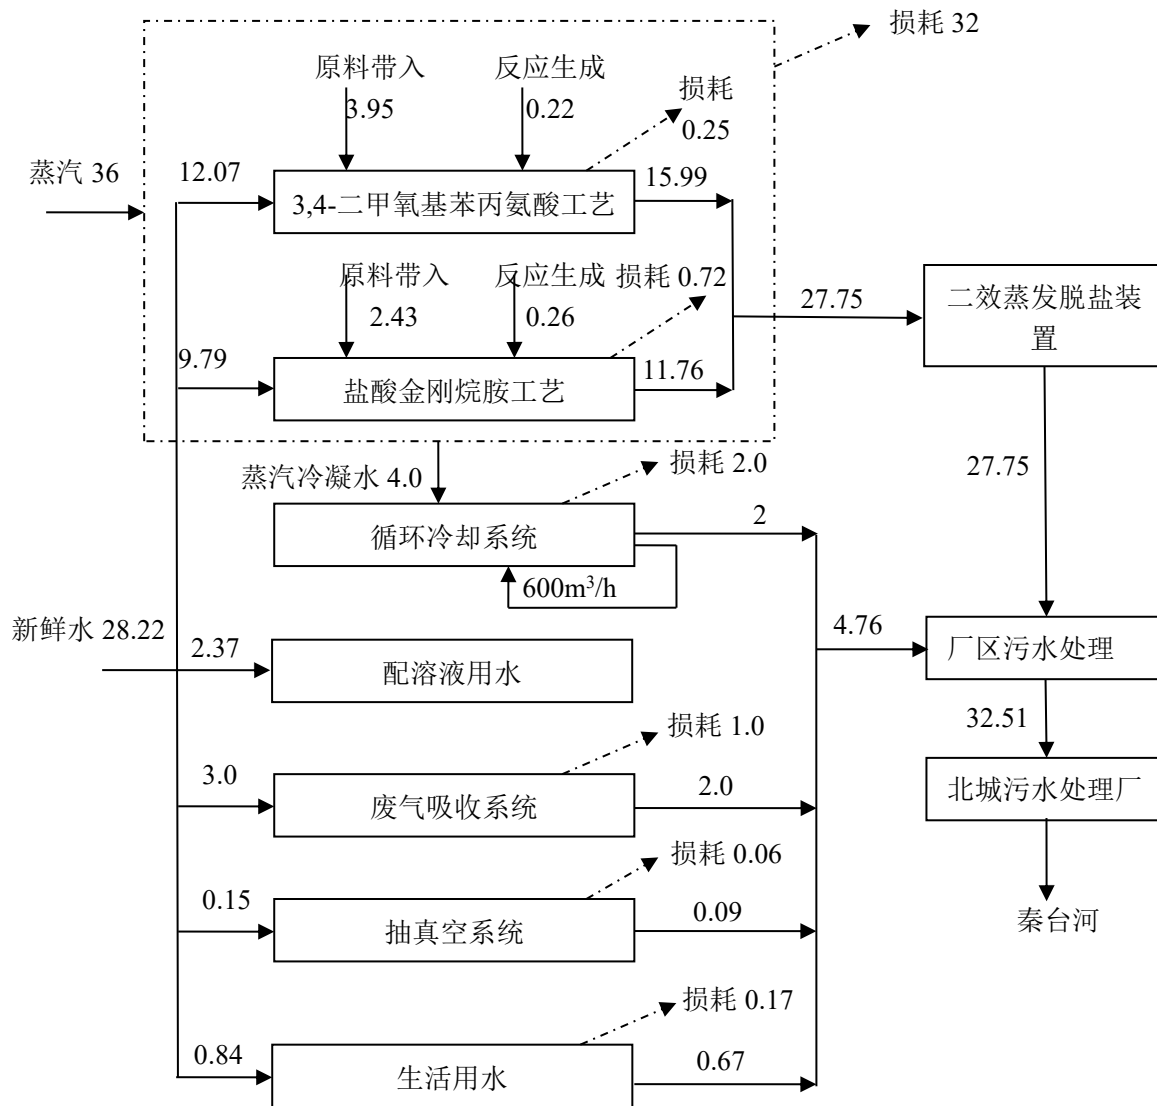 损耗 32
原料带入
3.95
反应生成
0.22
损耗
0.25
蒸汽 36
12.07
3,4-二甲氧基苯丙氨酸工艺
15.99
原料带入
2.43
反应生成
0.26
损耗 0.72
9.79
盐酸金刚烷胺工艺
11.76
27.75
二效蒸发脱盐装
置
27.75
蒸汽冷凝水 4.0
损耗 2.0
循环冷却系统
2
600m³/h
新鲜水 28.22
2.37
配溶液用水
4.76
厂区污水处理
32.51
损耗 1.0
3.0
废气吸收系统
2.0
北城污水处理厂
损耗 0.06
0.15
抽真空系统
0.09
秦台河
损耗 0.17
0.84
生活用水
0.67